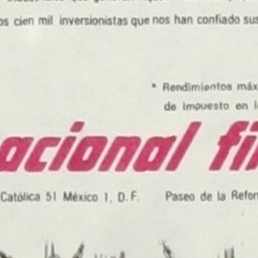 os cien mil inversionistas que nos han confiado sus
* Rendimientos máx
de Impuesto en l
acional fi
Católica 51 México 1, D. F. Paseo de la Refor